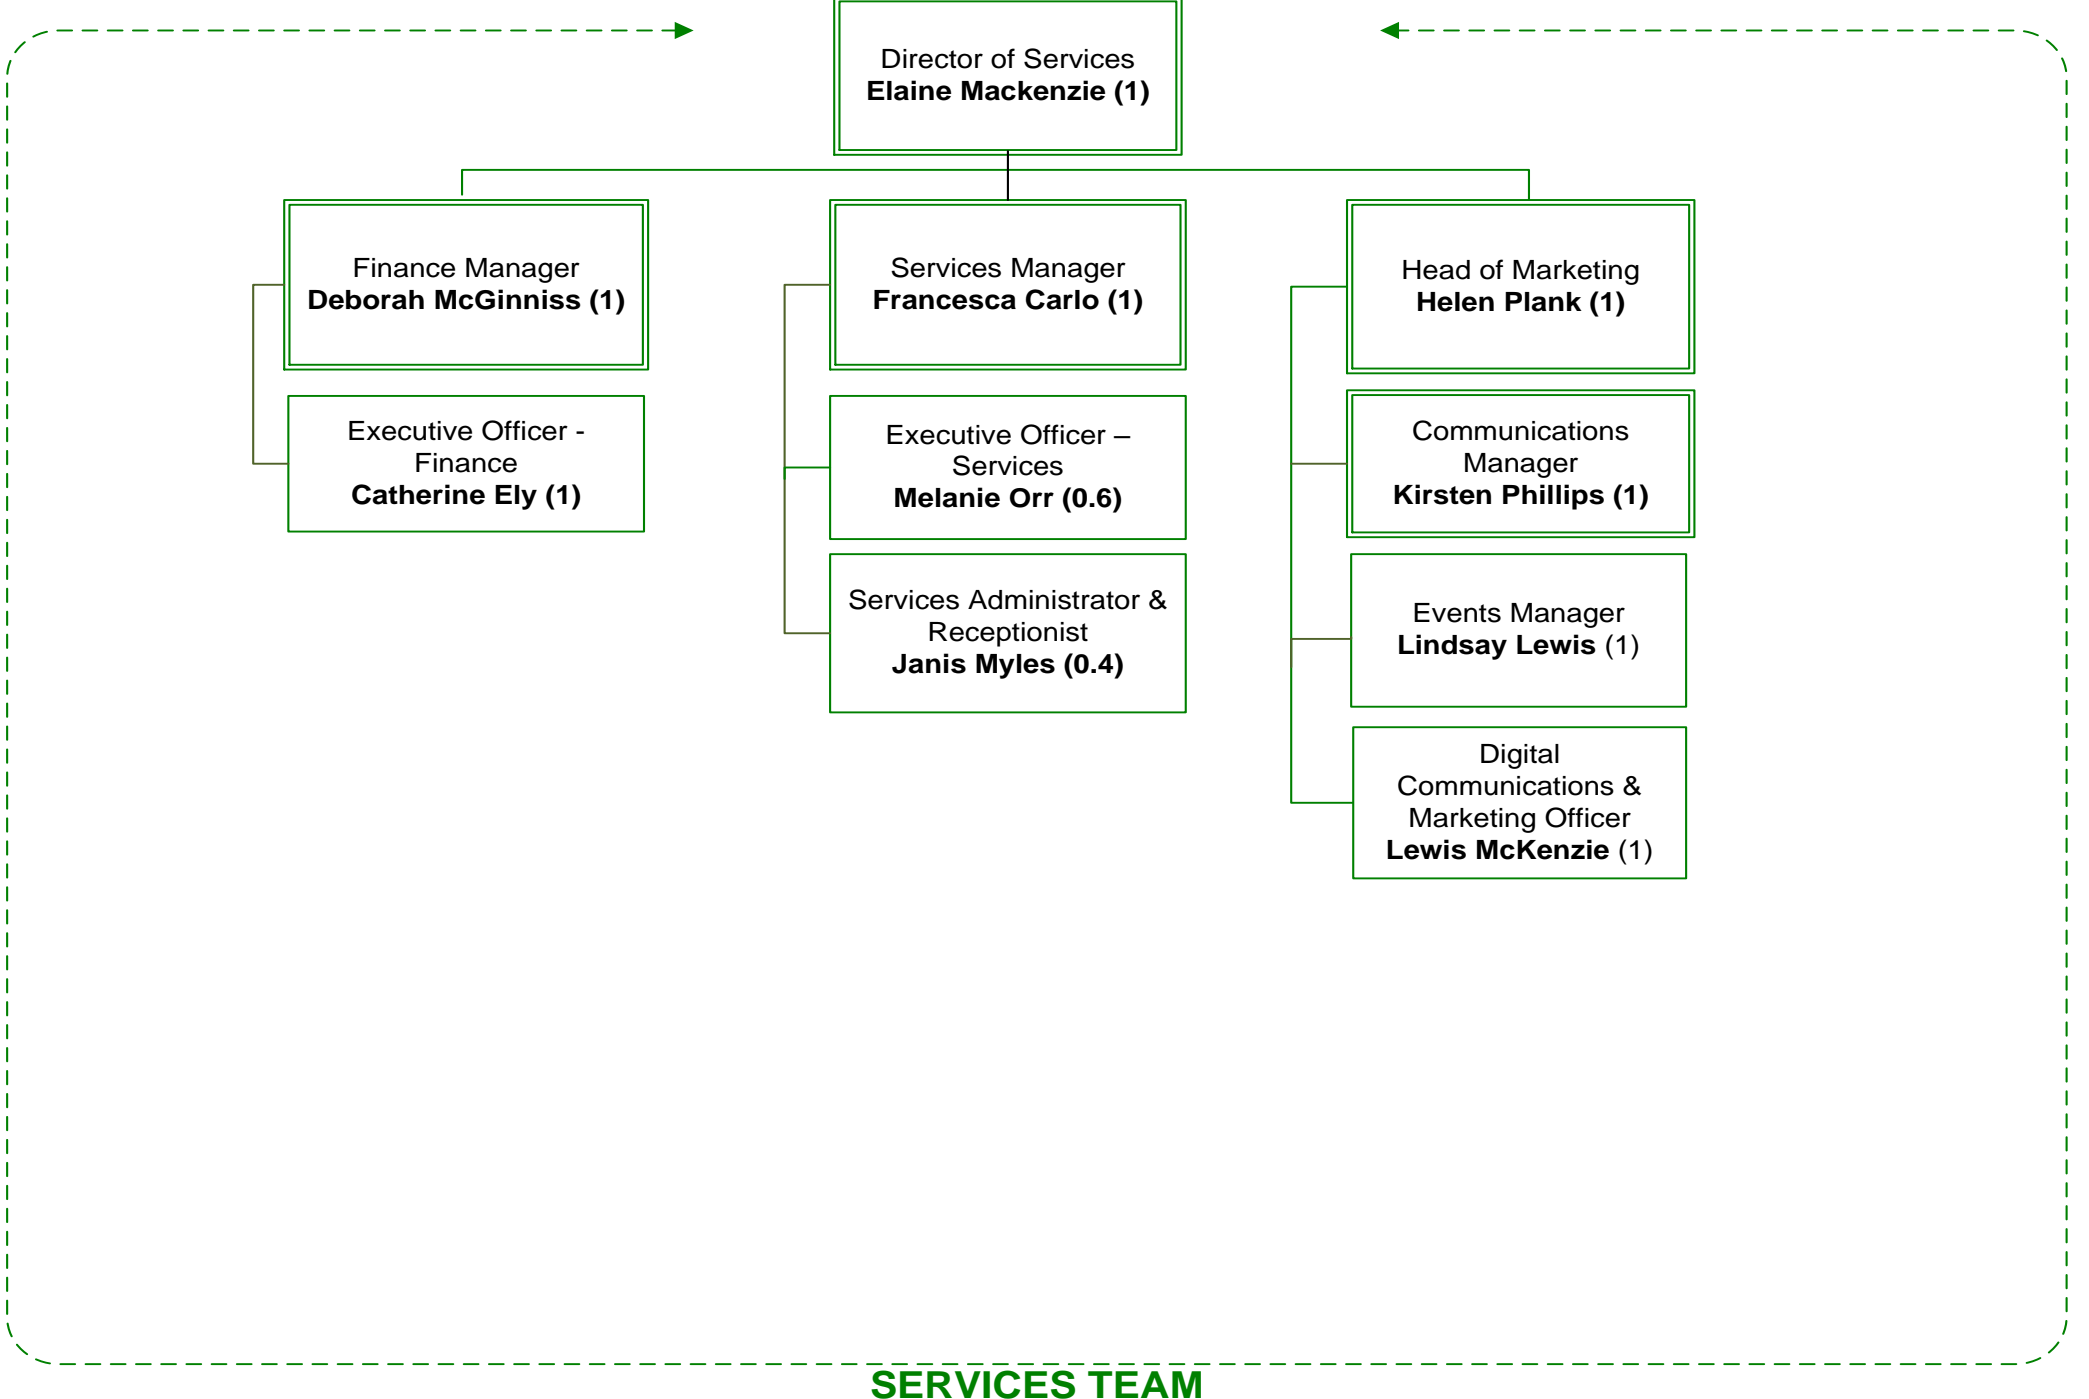 Director of Services
Elaine Mackenzie (1)
Finance Manager
Deborah McGinniss (1)
Executive Officer -
Finance
Catherine Ely (1)
Services Manager
Francesca Carlo (1)
Executive Officer –
Services
Melanie Orr (0.6)
Services Administrator &
Receptionist
Janis Myles (0.4)
Head of Marketing
Helen Plank (1)
Communications
Manager
Kirsten Phillips (1)
Events Manager
Lindsay Lewis (1)
Digital
Communications &
Marketing Officer
Lewis McKenzie (1)
SERVICES TEAM